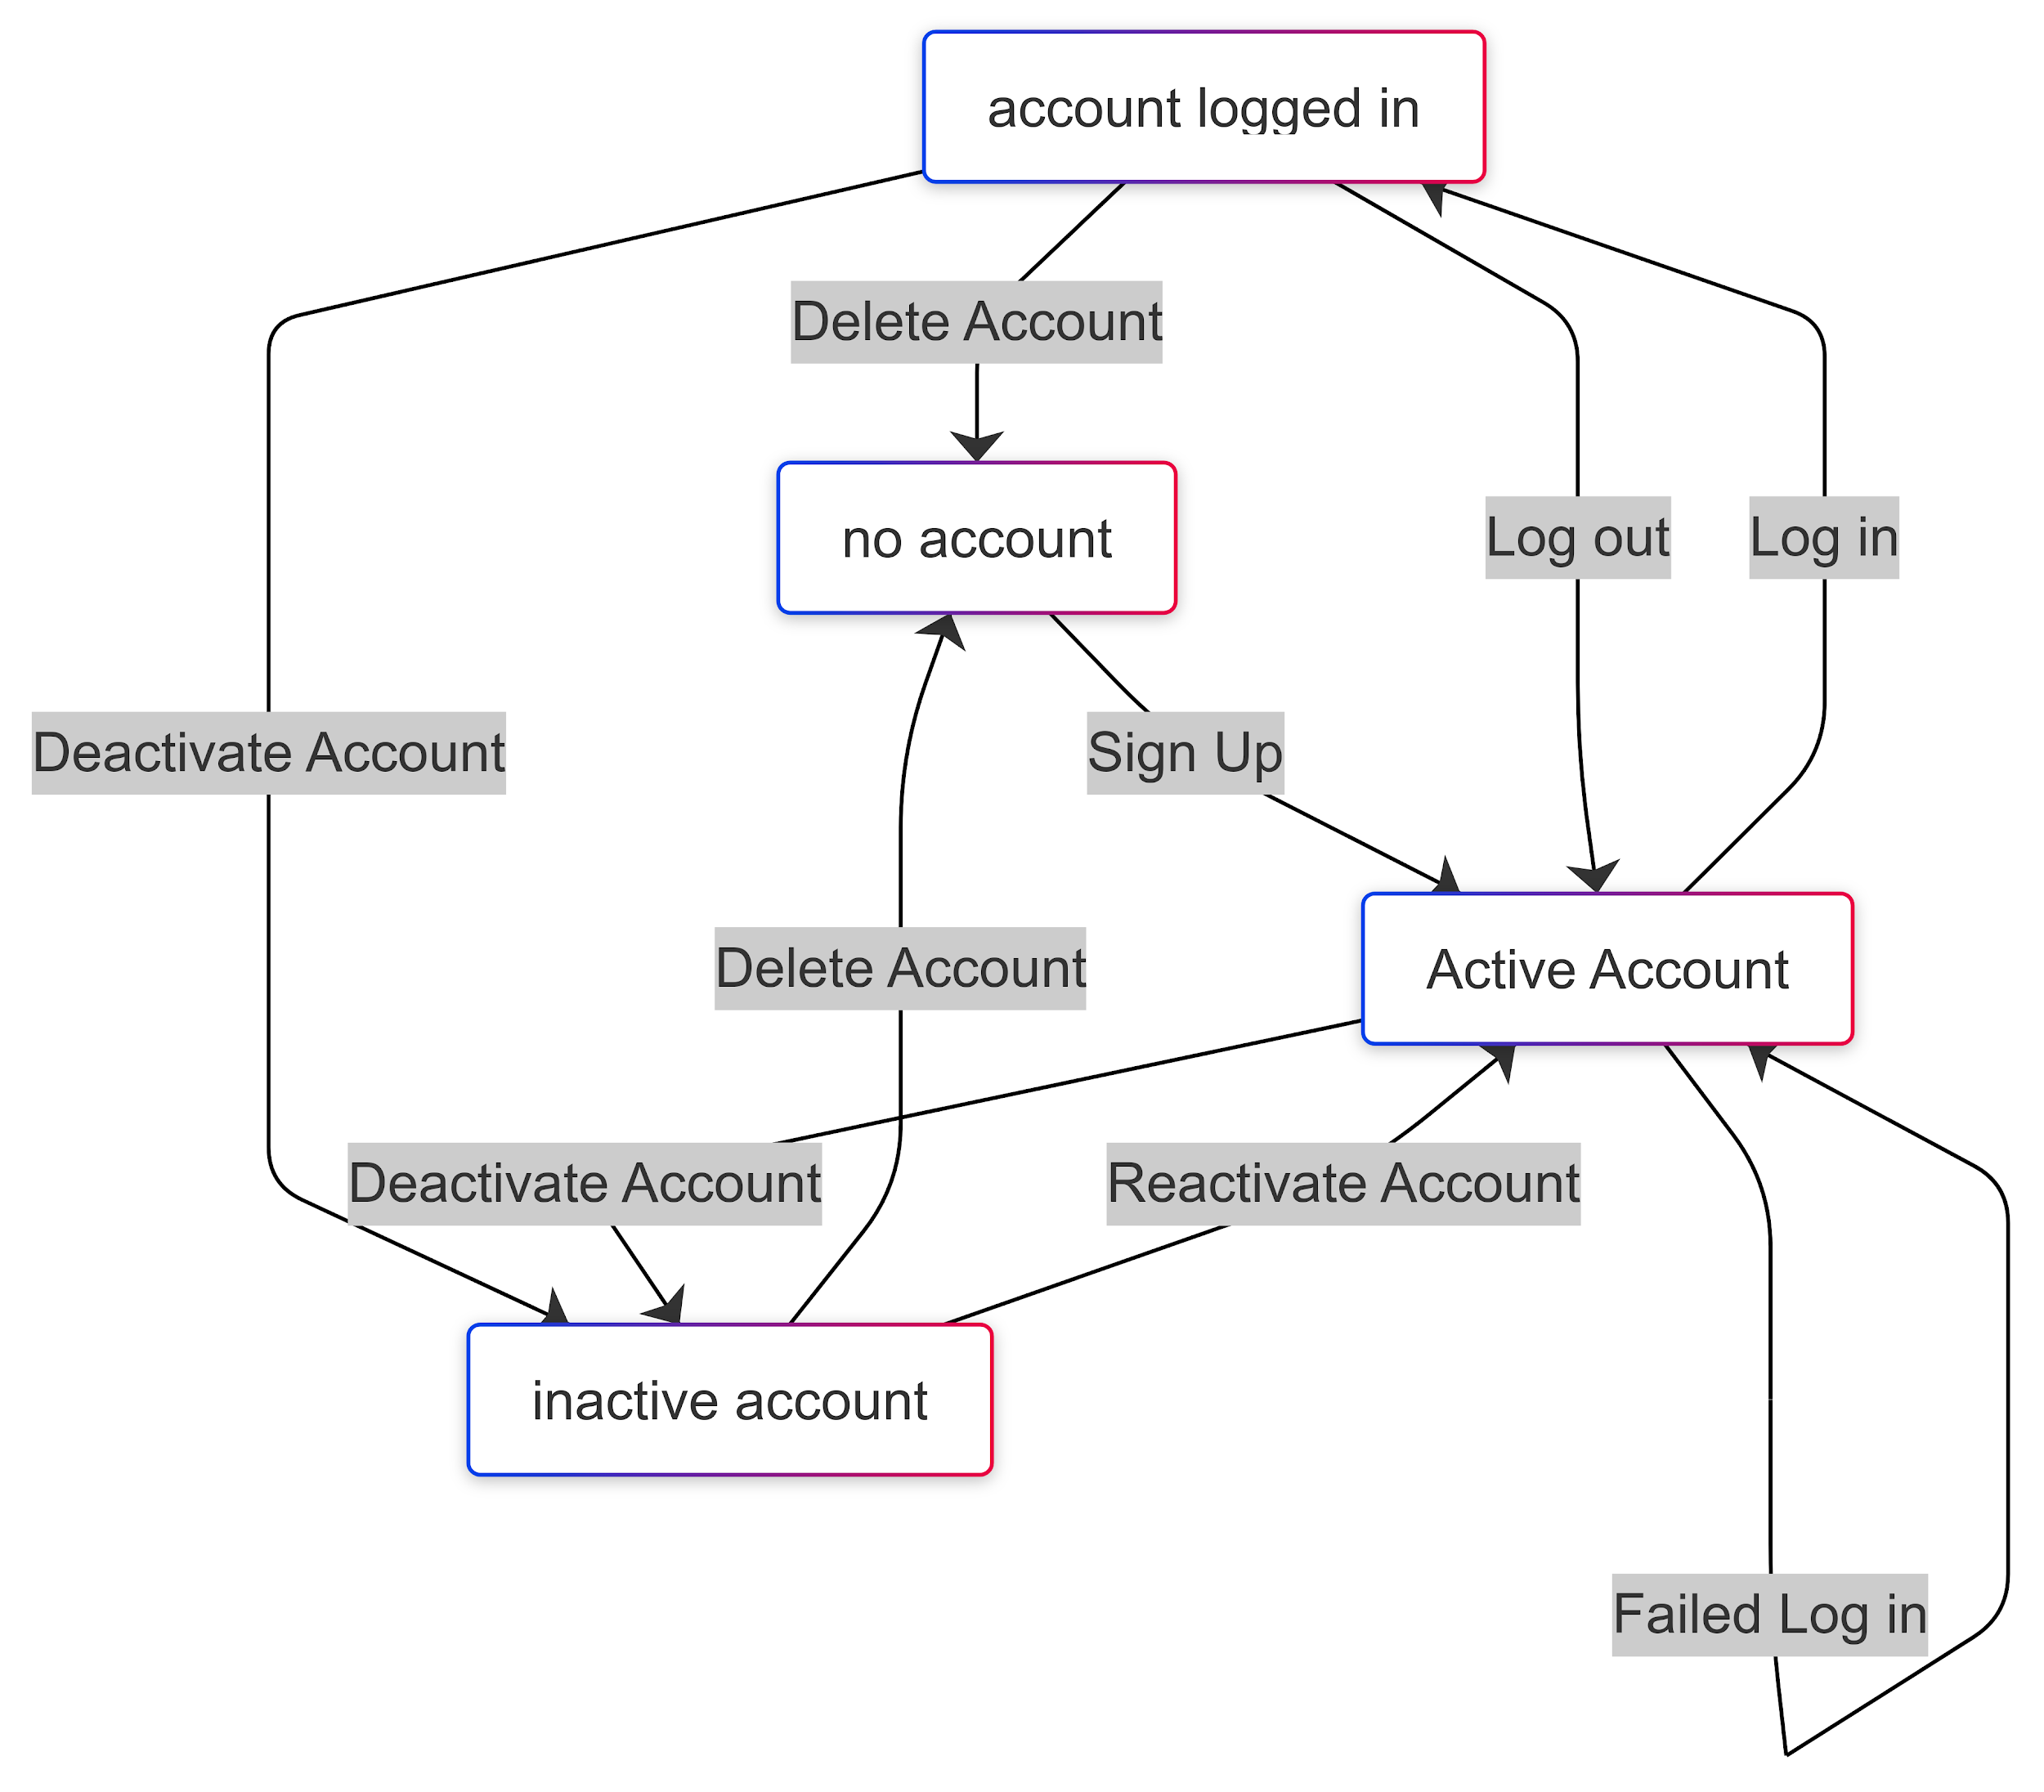 account logged in
Delete Account
no account
Log out
Log in
Deactivate Account
Sign Up
Delete Account
Active Account
Deactivate Account
Reactivate Account
inactive account
Failed Log in